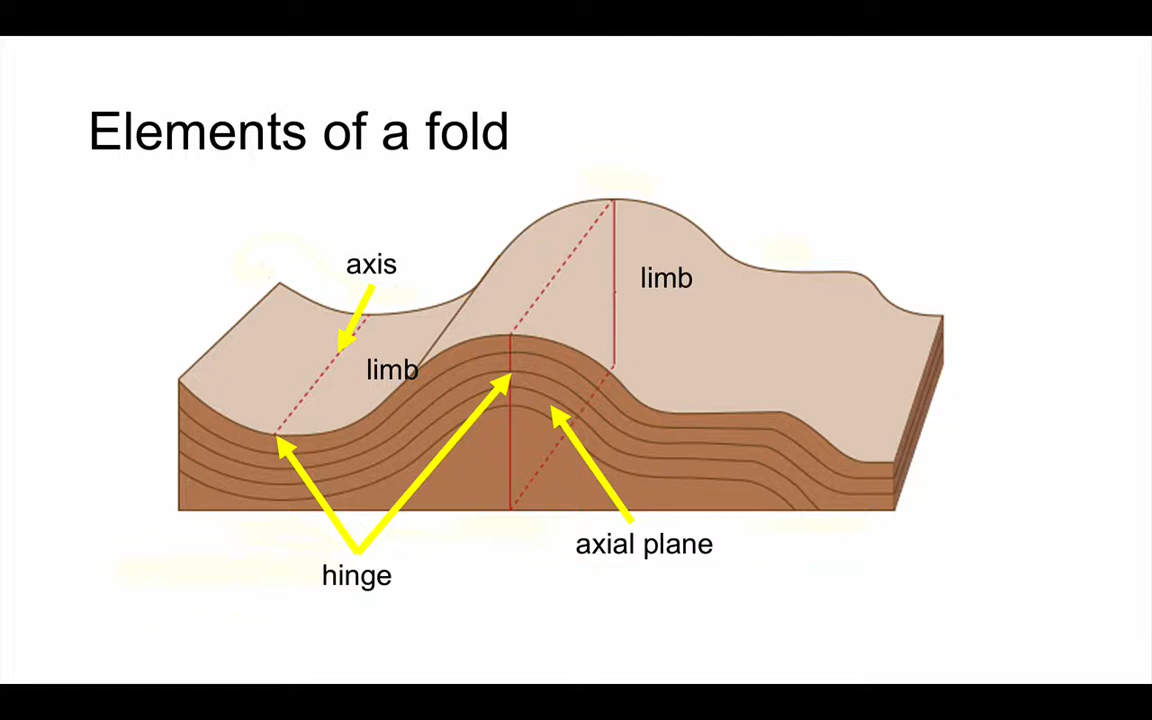 Elements of a fold
axis
limb
limb
hinge
axial plane